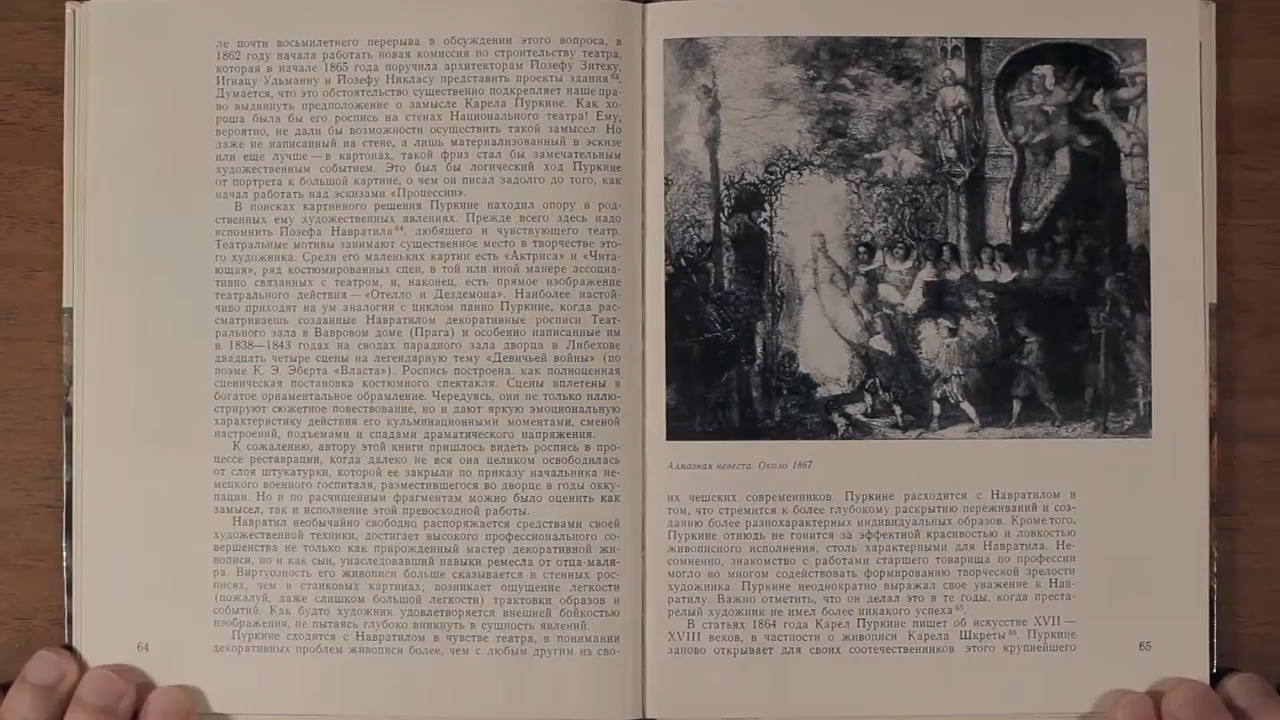 ле почти восьмилетнего перерыва в обсуждении этого вопроса, в
1862 году начала работать новая комиссия по строительству театра,
которая в начале 1865 года поручила архитекторам Йозефу Зитеку,
Игнацу Ульманну и Йозефу Никласу представить проекты здания⁶³.
Думается, что это обстоятельство существенно подкрепляет наше пра-
во выдвинуть предположение о замысле Карела Пуркине. Как хо-
роша была бы его роспись на стенах Национального театра! Ему,
вероятно, не дали бы возможности осуществить такой замысел. Но
даже не написанный на стене, а лишь материализованный в эскизе
или еще лучше — в картонах, такой фриз стал бы замечательным
художественным событием. Это был бы логический ход Пуркине
от портрета к большой картине, о чем он писал задолго до того, как
начал работать над эскизами «Процессии».
В поисках картинного решения Пуркине находил опору в род-
ственных ему художественных явлениях. Прежде всего здесь надо
вспомнить Йозефа Навратила⁶⁴, любящего и чувствующего театр.
Театральные мотивы занимают существенное место в творчестве это-
го художника. Среди его маленьких картин есть «Актриса» и «Чита-
ющая», ряд костюмированных сцен, в той или иной манере ассоциа-
тивно связанных с театром, и, наконец, есть прямое изображение
театрального действия — «Отелло и Дездемона». Наиболее настой-
чиво приходят на ум аналогии с циклом панно Пуркине, когда рас-
сматриваешь созданные Навратилом декоративные росписи Теат-
рального зала в Вавровом доме (Прага) и особенно написанные им
в 1838—1843 годах на сводах парадного зала дворца в Либехове
двадцать четыре сцены на легендарную тему «Девичьей войны» (по
поэме К. Э. Эберта «Власта»). Роспись построена, как полноценная
сценическая постановка костюмного спектакля. Сцены вплетены в
богатое орнаментальное обрамление. Чередуясь, они не только иллю-
стрируют сюжетное повествование, но и дают яркую эмоциональную
характеристику действия его кульминационными моментами, сменой
настроений, подъемами и спадами драматического напряжения.
К сожалению, автору этой книги пришлось видеть роспись в про-
цессе реставрации, когда далеко не вся она целиком освободилась
от слоя штукатурки, которой ее закрыли по приказу начальника не-
мецкого военного госпиталя, разместившегося во дворце в годы окку-
пации. Но и по расчищенным фрагментам можно было оценить как
замысел, так и исполнение этой превосходной работы.
Навратил необычайно свободно распоряжается средствами своей
художественной техники, достигает высокого профессионального со-
вершенства не только как прирожденный мастер декоративной жи-
вописи, но и как сын, унаследовавший навыки ремесла от отца-маля-
ра. Виртуозность его живописи больше сказывается в стенных рос-
писях, чем в станковых картинах; возникает ощущение легкости
(пожалуй, даже слишком большой легкости) трактовки образов и
событий. Как будто художник удовлетворяется внешней бойкостью
изображения, не пытаясь глубоко вникнуть в сущность явлений.
Пуркине сходится с Навратилом в чувстве театра, в понимании
декоративных проблем живописи более, чем с любым другим из сво-
64
Алмазная невеста. Около 1867
их чешских современников. Пуркине расходится с Навратилом в
том, что стремится к более глубокому раскрытию переживаний и соз-
данию более разнохарактерных индивидуальных образов. Кроме того,
Пуркине отнюдь не гонится за эффектной красивостью и ловкостью
живописного исполнения, столь характерными для Навратила. Не-
сомненно, знакомство с работами старшего товарища по профессии
могло во многом содействовать формированию творческой зрелости
художника. Пуркине неоднократно выражал свое уважение к Нав-
ратилу. Важно отметить, что он делал это в те годы, когда преста-
релый художник не имел более никакого успеха⁶⁵.
В статьях 1864 года Карел Пуркине пишет об искусстве XVII—
XVIII веков, в частности о живописи Карела Шкреты⁶⁶. Пуркине
заново открывает для своих соотечественников этого крупнейшего
65